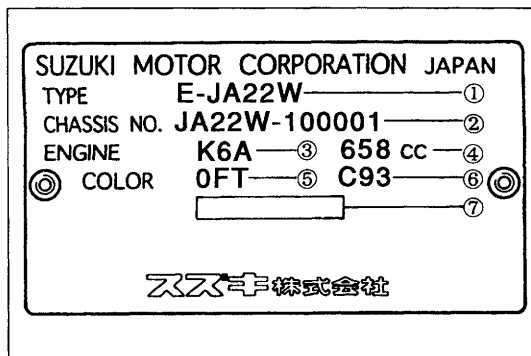 SUZUKI MOTOR CORPORATION JAPAN
TYPE E-JA22W ①
CHASSIS NO. JA22W-100001 ②
ENGINE K6A ③ 658 cc ④
COLOR 0FT ⑤ C93 ⑥
⑦
スズキ株式会社